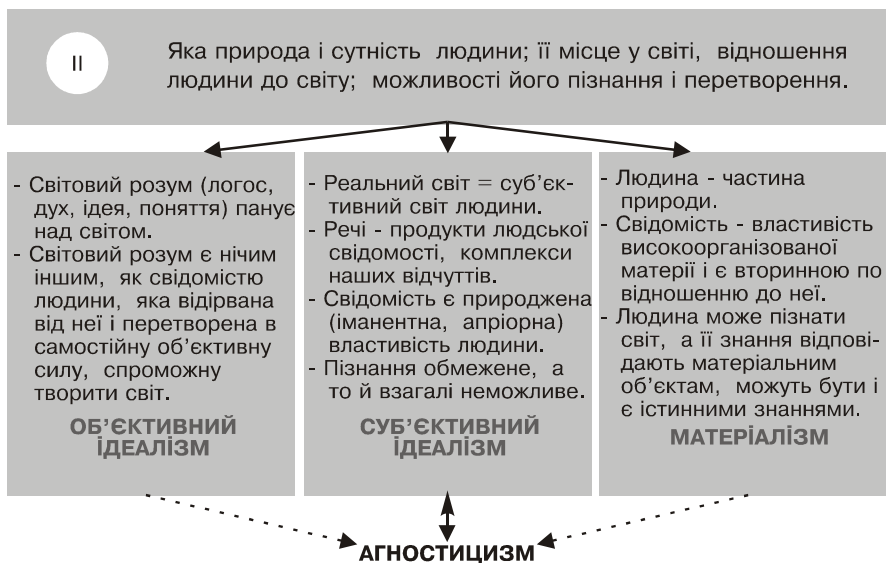 II
Яка природа і сутність людини; її місце у світі, відношення
людини до світу; можливості його пізнання і перетворення.
- Світовий розум (логос,
дух, ідея, поняття) панує
над світом.
- Світовий розум є нічим
іншим, як свідомістю
людини, яка відірвана
від неї і перетворена в
самостійну об’єктивну
силу, спроможну
творити світ.
ОБ’ЄКТИВНИЙ
ІДЕАЛІЗМ
- Реальний світ = суб’єк-
тивний світ людини.
- Речі - продукти людської
свідомості, комплекси
наших відчуттів.
- Свідомість є природжена
(іманентна, апріорна)
властивість людини.
- Пізнання обмежене, а
то й взагалі неможливе.
СУБ’ЄКТИВНИЙ
ІДЕАЛІЗМ
- Людина - частина
природи.
- Свідомість - властивість
високоорганізованої
матерії і є вторинною по
відношенню до неї.
- Людина може пізнати
світ, а її знання відпові-
дають матеріальним
об’єктам, можуть бути і
є істинними знаннями.
МАТЕРІАЛІЗМ
АГНОСТИЦИЗМ